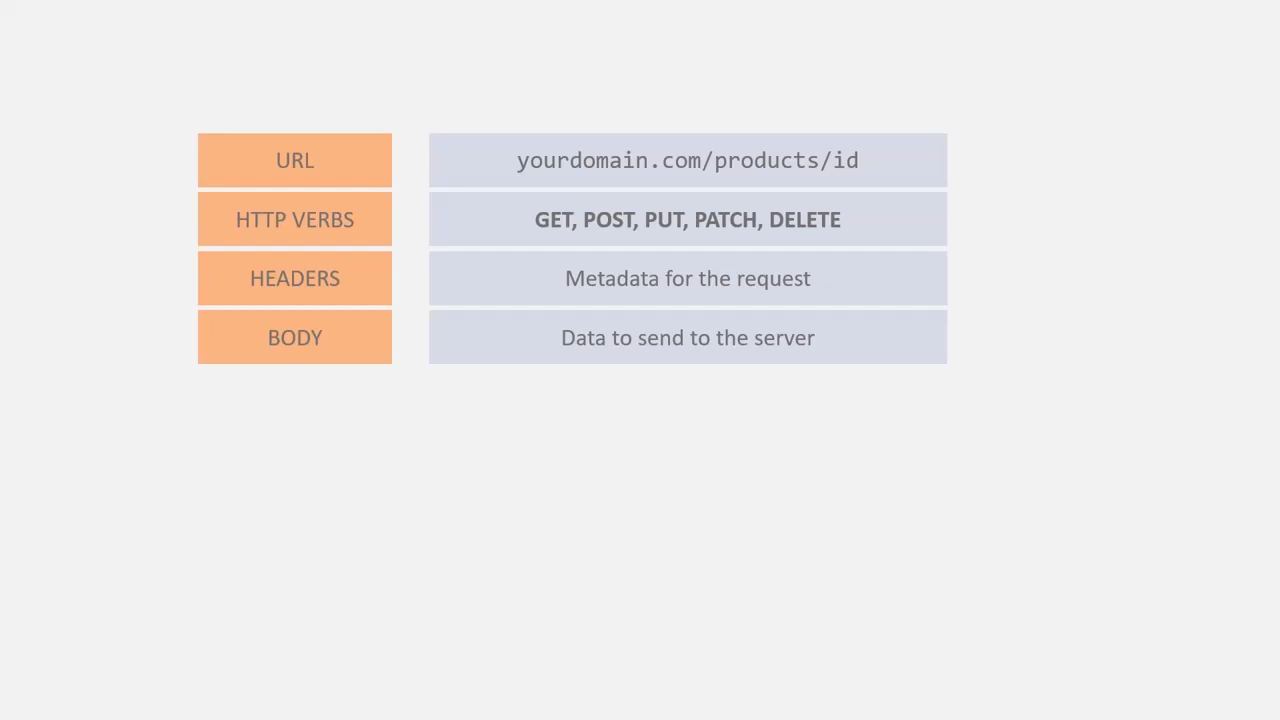 URL
yourdomain.com/products/id
HTTP VERBS
GET, POST, PUT, PATCH, DELETE
HEADERS
Metadata for the request
BODY
Data to send to the server